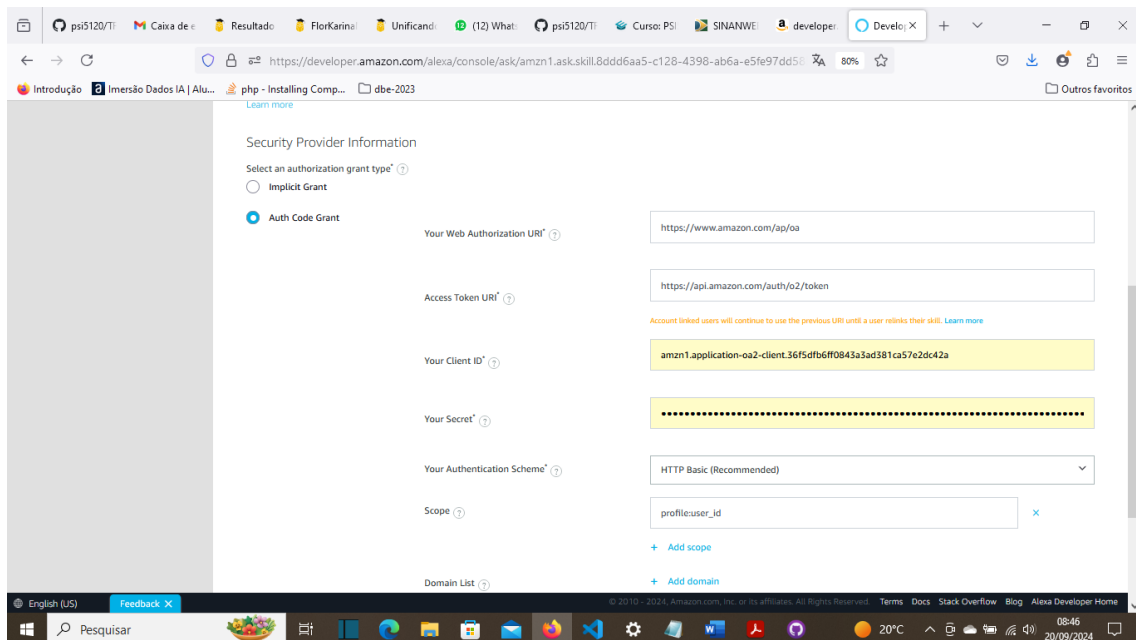 psi5120/TF
Caixa de e
Resultado
FlorKarinal
Unificando
(12) Whats
psi5120/TF
Curso: PSI
SINANWE
developer.
Develop
https://developer.amazon.com/alexa/console/ask/amzn1.ask.skill.8ddd6aa5-c128-4398-ab6a-e5fe97dd58
80%
Introdução
Imersão Dados IA | Alu...
php - Installing Comp...
dbe-2023
Outros favoritos
Learn more
Security Provider Information
Select an authorization grant type*
Implicit Grant
Auth Code Grant
Your Web Authorization URI*
https://www.amazon.com/ap/oa
Access Token URI*
https://api.amazon.com/auth/o2/token
Account linked users will continue to use the previous URI until a user relinks their skill. Learn more
Your Client ID*
amzn1.application-oa2-client.36f5dfb6ff0843a3ad381ca57e2dc42a
Your Secret*
Your Authentication Scheme*
HTTP Basic (Recommended)
Scope
profile:user_id
+ Add scope
Domain List
+ Add domain
English (US)
Feedback
© 2010 - 2024, Amazon.com, Inc. or its affiliates. All Rights Reserved.
Terms Docs Stack Overflow Blog Alexa Developer Home
Pesquisar
20°C
08:46
20/09/2024